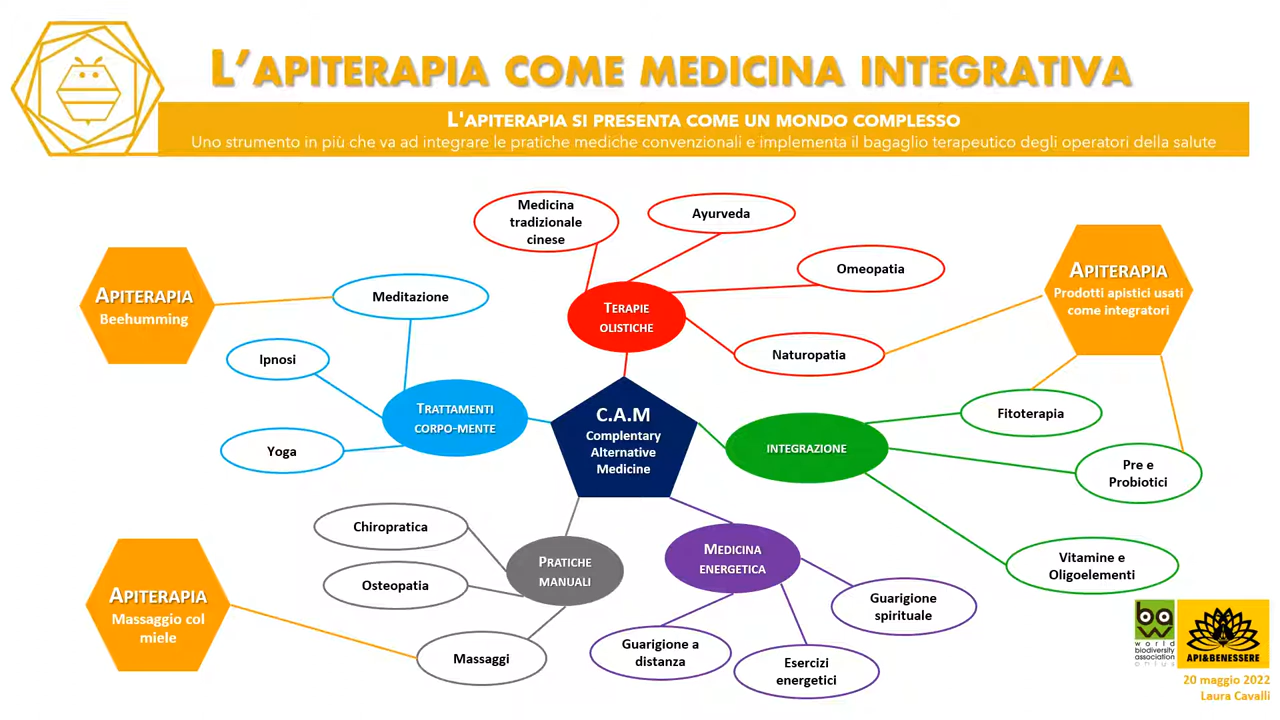 L'APITERAPIA COME MEDICINA INTEGRATIVA
L'APITERAPIA SI PRESENTA COME UN MONDO COMPLESSO
Uno strumento in più che va ad integrare le pratiche mediche convenzionali e implementa il bagaglio terapeutico degli operatori della salute
Medicina
tradizionale
cinese
Ayurveda
Omeopatia
Naturopatia
TERAPIE
OLISTICHE
APITERAPIA
Prodotti apistici usati
come integratori
APITERAPIA
Beehumming
Meditazione
Ipnosi
Yoga
TRATTAMENTI
CORPO-MENTE
C.A.M
Complentary
Alternative
Medicine
INTEGRAZIONE
Fitoterapia
Pre e
Probiotici
Vitamine e
Oligoelementi
Chiropratica
Osteopatia
Massaggi
PRATICHE
MANUALI
MEDICINA
ENERGETICA
Guarigione
spirituale
Guarigione a
distanza
Esercizi
energetici
APITERAPIA
Massaggio col
miele
baw
world
biodiversity
association
onlus
API&BENESSERE
20 maggio 2022
Laura Cavalli